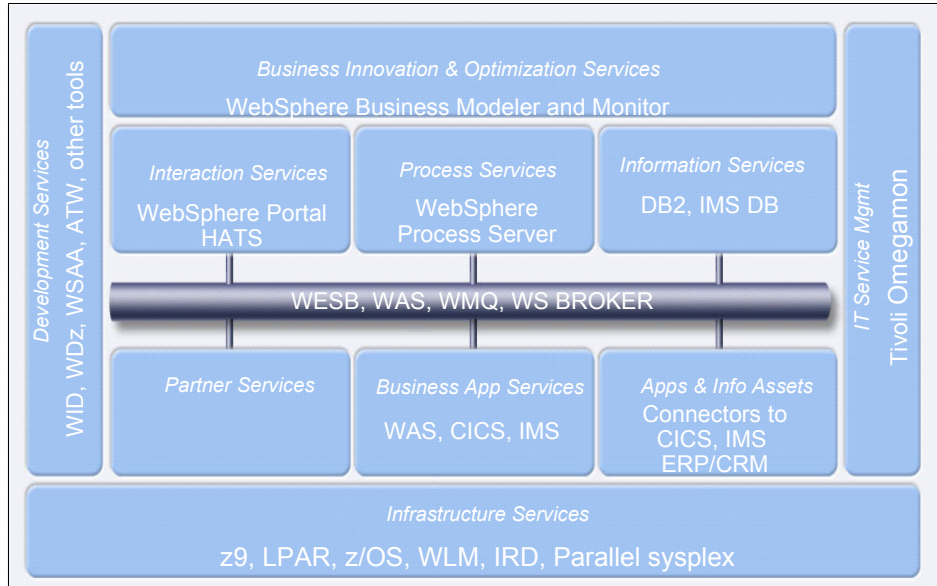 Business Innovation & Optimization Services
WebSphere Business Modeler and Monitor
Development Services
WID, WDz, WSAA, ATW, other tools
Interaction Services
WebSphere Portal
HATS
Process Services
WebSphere
Process Server
Information Services
DB2, IMS DB
IT Service Mgmt
Tivoli Omegamon
WESB, WAS, WMQ, WS BROKER
Partner Services
Business App Services
WAS, CICS, IMS
Apps & Info Assets
Connectors to
CICS, IMS
ERP/CRM
Infrastructure Services
z9, LPAR, z/OS, WLM, IRD, Parallel sysplex